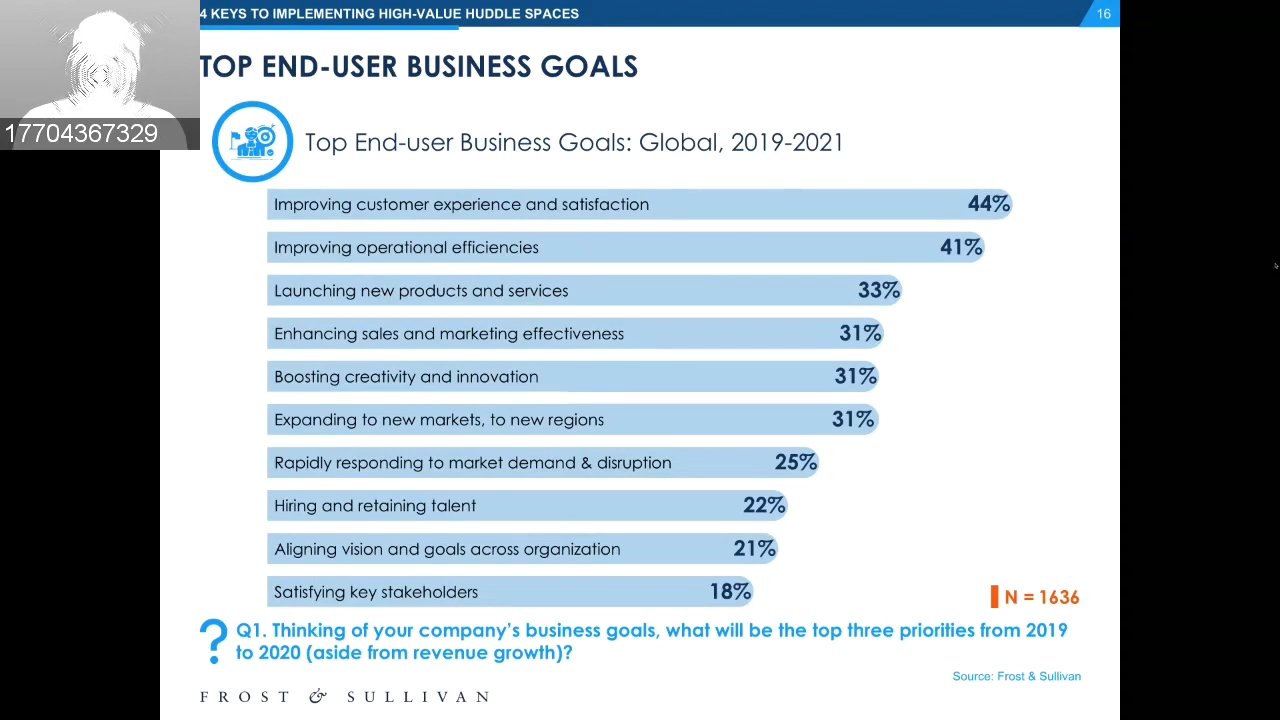 4 KEYS TO IMPLEMENTING HIGH-VALUE HUDDLE SPACES
16
TOP END-USER BUSINESS GOALS
17704367329
Top End-user Business Goals: Global, 2019-2021
Improving customer experience and satisfaction 44%
Improving operational efficiencies 41%
Launching new products and services 33%
Enhancing sales and marketing effectiveness 31%
Boosting creativity and innovation 31%
Expanding to new markets, to new regions 31%
Rapidly responding to market demand & disruption 25%
Hiring and retaining talent 22%
Aligning vision and goals across organization 21%
Satisfying key stakeholders 18%
N = 1636
? Q1. Thinking of your company's business goals, what will be the top three priorities from 2019
to 2020 (aside from revenue growth)?
Source: Frost & Sullivan
FROST & SULLIVAN